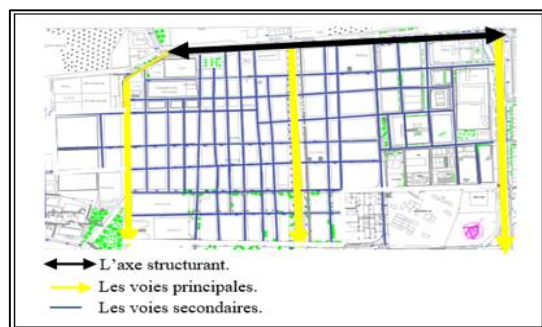 L'axe structurant.
Les voies principales.
Les voies secondaires.